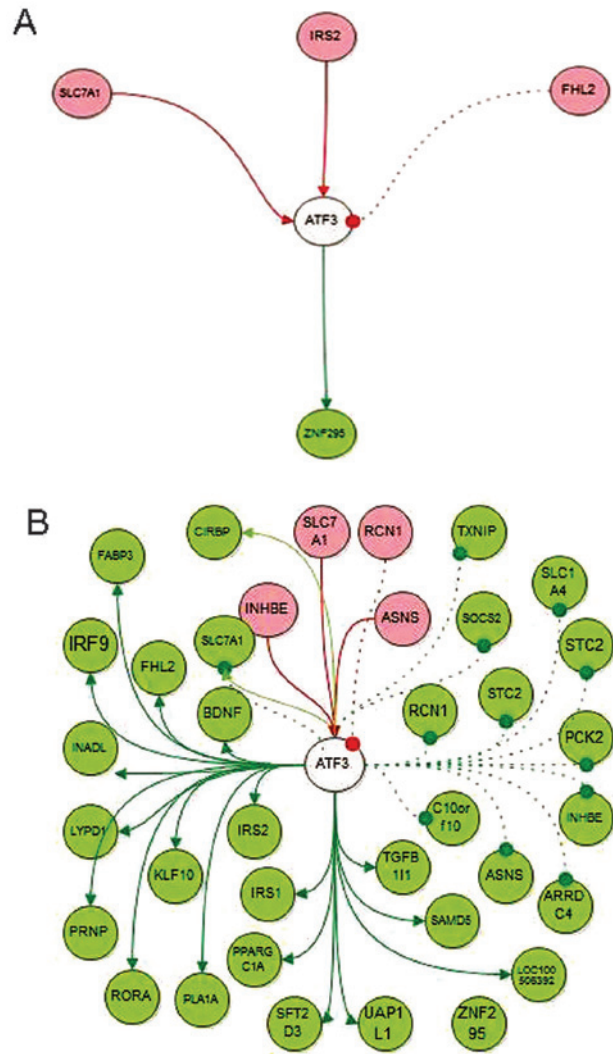 A
IRS2
SLC7A1
FHL2
ATF3
ZNF295
B
CIRBP
SLC7
A1
RCN1
TXNIP
FABP3
SLC1
A4
INHBE
ASNS
SOCS2
IRF9
FHL2
SLC7A1
STC2
BDNF
RCN1
STC2
INADL
ATF3
PCK2
C10or
f10
INHBE
LYPD1
IRS2
KLF10
TGFB
1I1
ASNS
ARRD
C4
IRS1
SAMD5
PRNP
PPARG
C1A
LOC100
506392
RORA
PLA1A
SFT2
D3
UAP1
L1
ZNF2
95